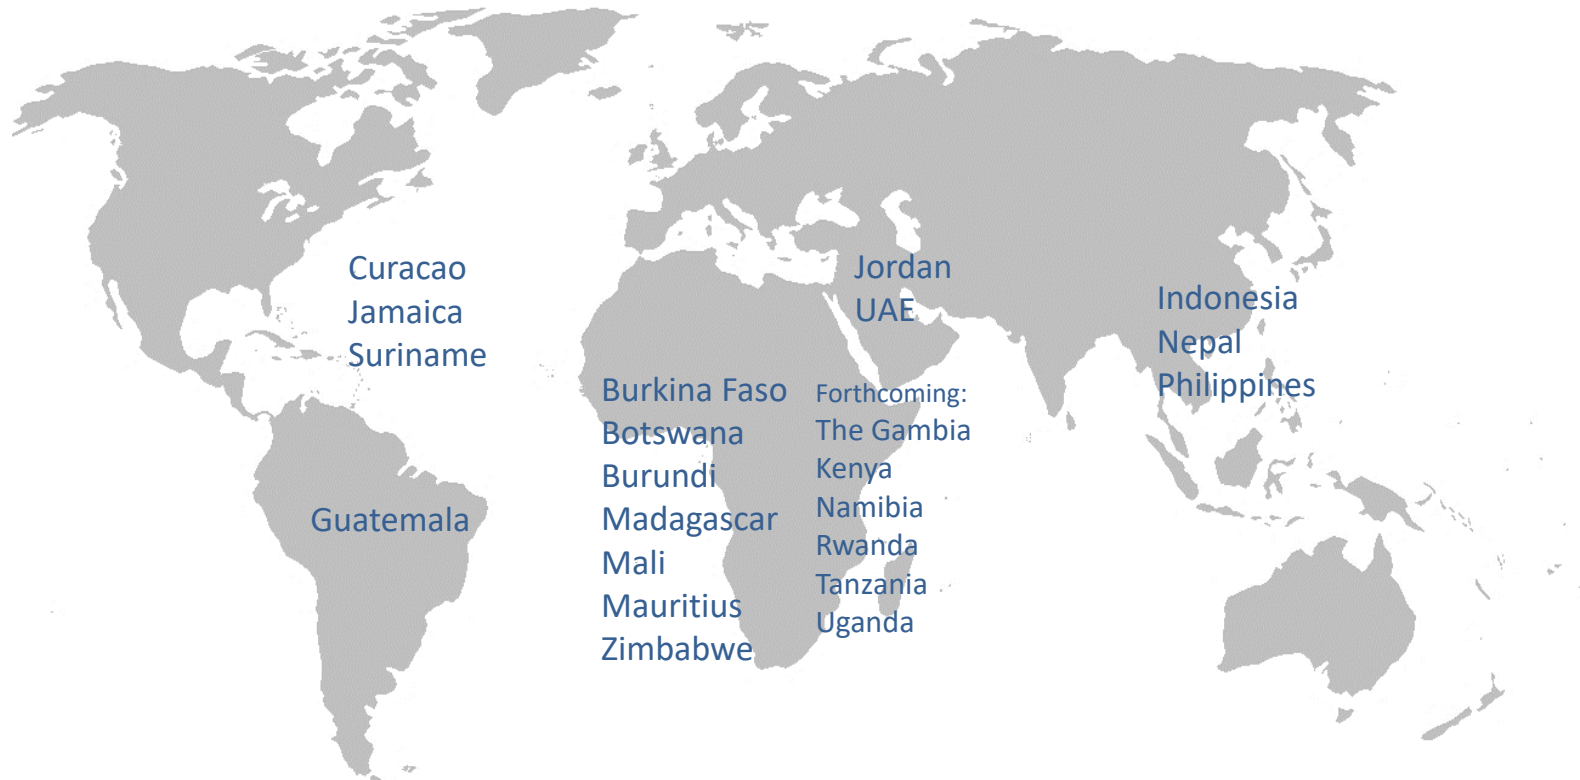 Curacao
Jamaica
Suriname
Guatemala
Burkina Faso
Botswana
Burundi
Madagascar
Mali
Mauritius
Zimbabwe
Forthcoming:
The Gambia
Kenya
Namibia
Rwanda
Tanzania
Uganda
Jordan
UAE
Indonesia
Nepal
Philippines